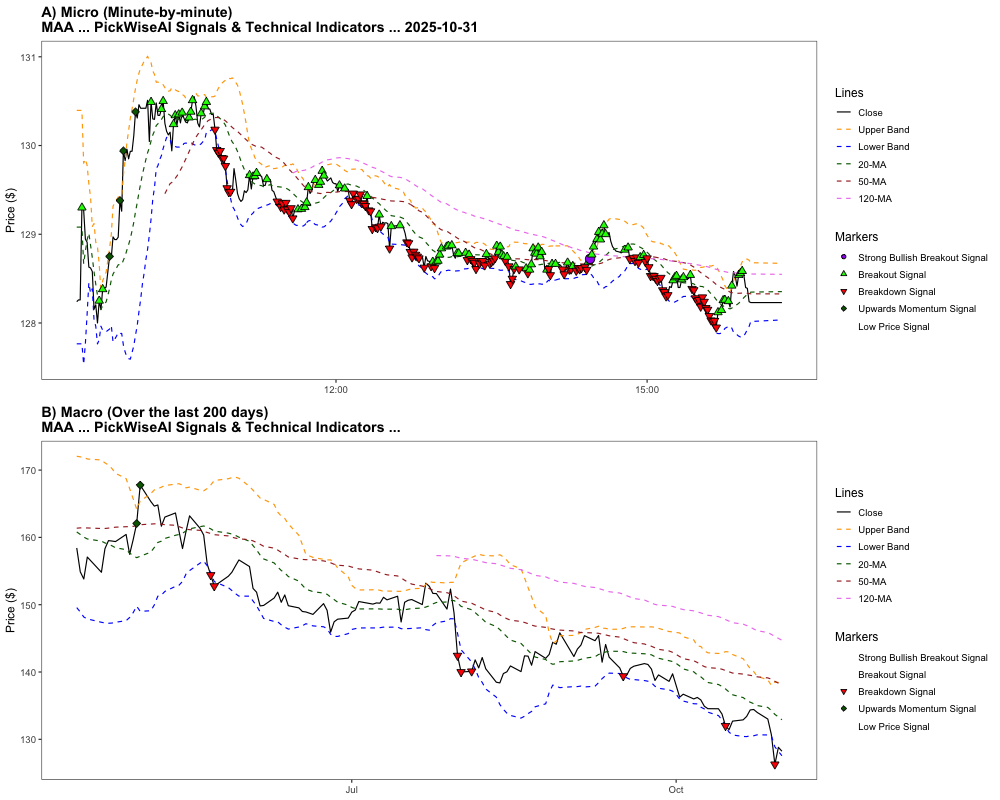 A) Micro (Minute-by-minute)
MAA ... PickWiseAI Signals & Technical Indicators ... 2025-10-31
Price ($)
131
130
129
128
12:00
15:00
Lines
Close
Upper Band
Lower Band
20-MA
50-MA
120-MA
Markers
Strong Bullish Breakout Signal
Breakout Signal
Breakdown Signal
Upwards Momentum Signal
Low Price Signal
B) Macro (Over the last 200 days)
MAA ... PickWiseAI Signals & Technical Indicators ...
Price ($)
170
160
150
140
130
Jul
Oct
Lines
Close
Upper Band
Lower Band
20-MA
50-MA
120-MA
Markers
Strong Bullish Breakout Signal
Breakout Signal
Breakdown Signal
Upwards Momentum Signal
Low Price Signal